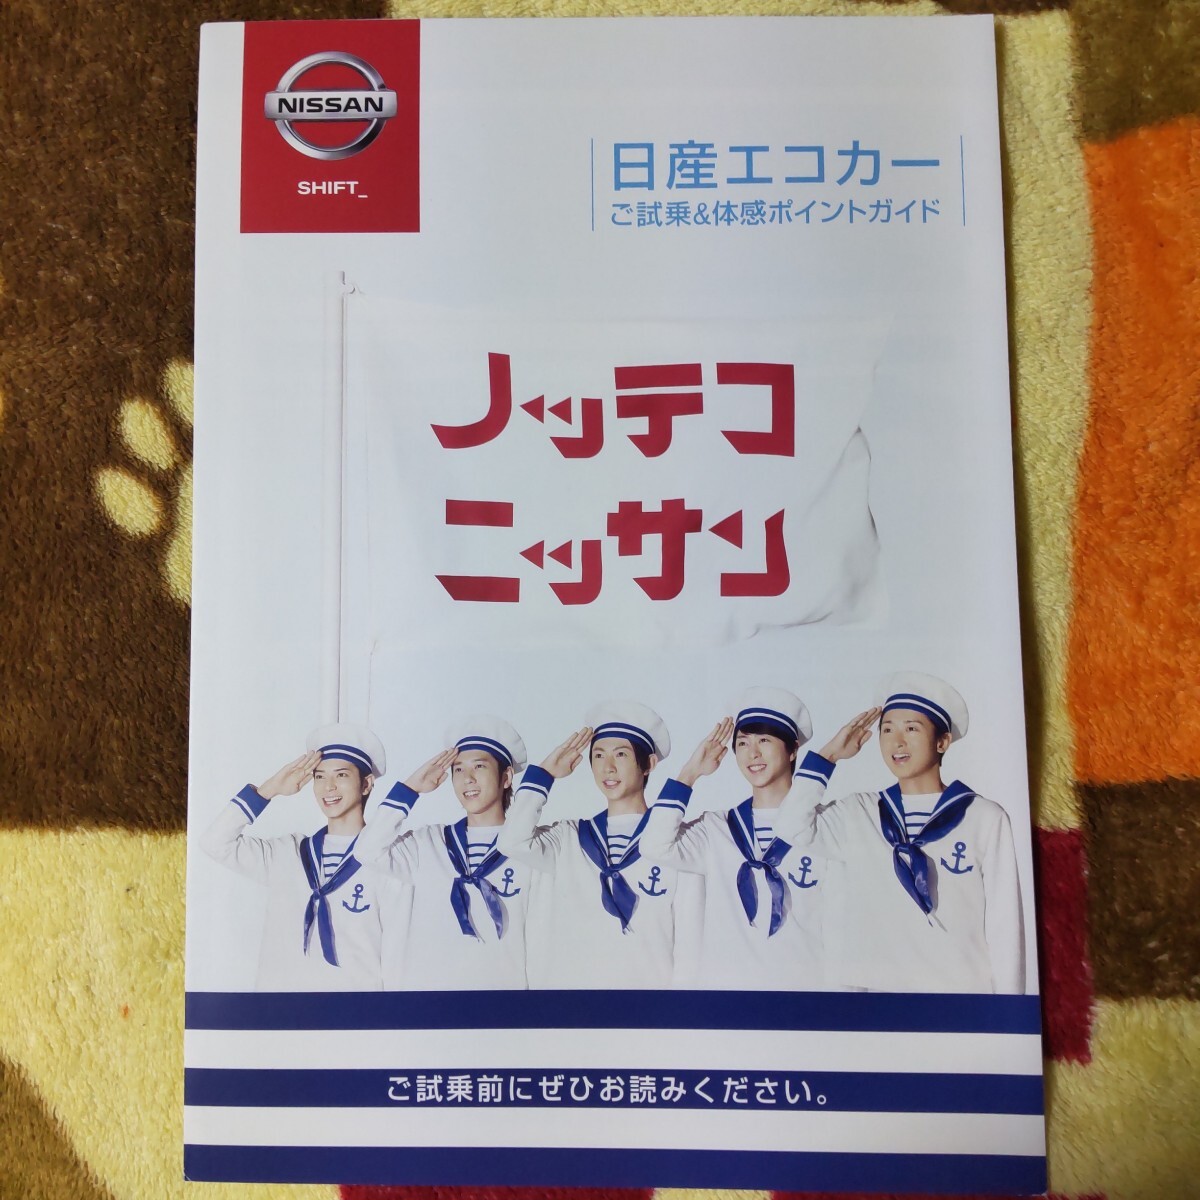 NISSAN
SHIFT_
日産エコカー
ご試乗&体感ポイントガイド
ノッテコ
ニッサン
ご試乗前にぜひお読みください。